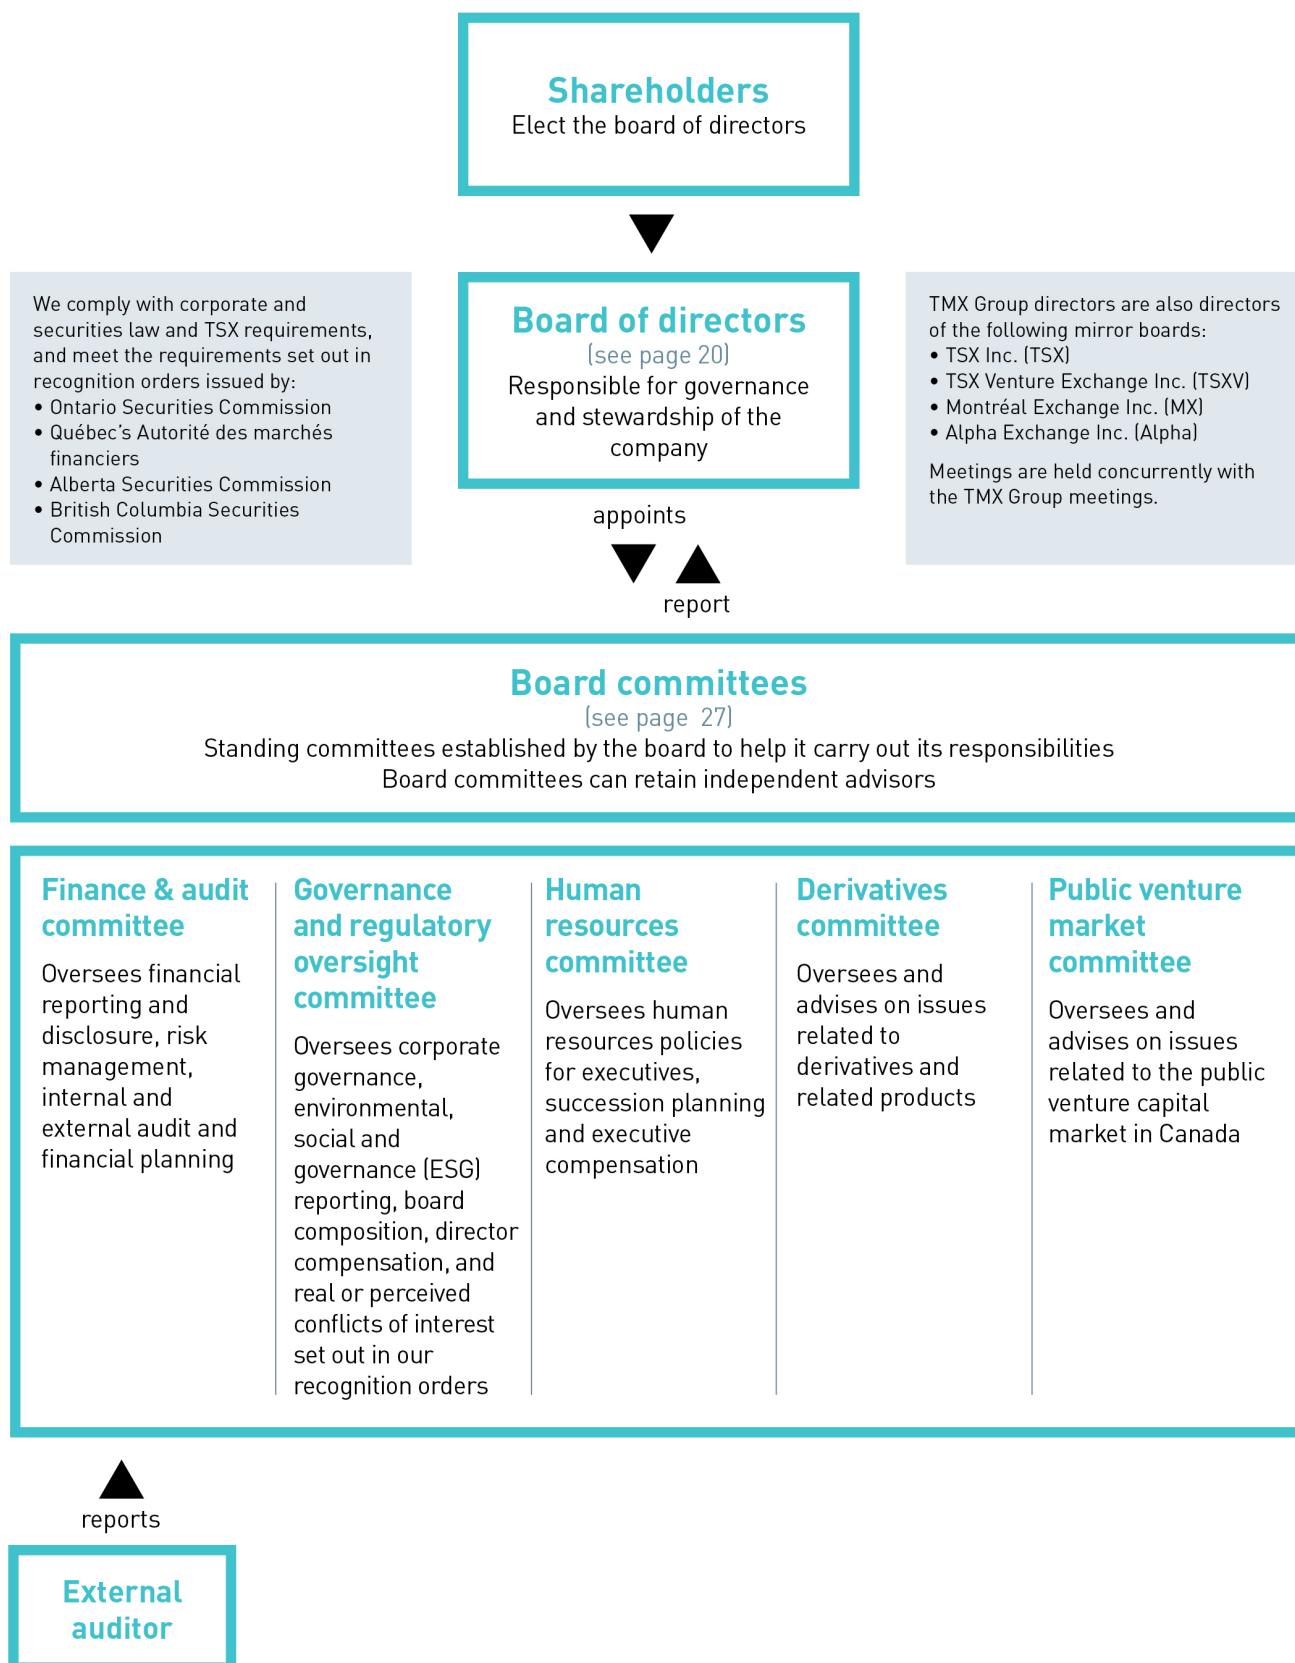 Shareholders
Elect the board of directors
We comply with corporate and
securities law and TSX requirements,
and meet the requirements set out in
recognition orders issued by:
• Ontario Securities Commission
• Québec’s Autorité des marchés
financiers
• Alberta Securities Commission
• British Columbia Securities
Commission
Board of directors
(see page 20)
Responsible for governance
and stewardship of the
company
TMX Group directors are also directors
of the following mirror boards:
• TSX Inc. (TSX)
• TSX Venture Exchange Inc. (TSXV)
• Montréal Exchange Inc. (MX)
• Alpha Exchange Inc. (Alpha)
Meetings are held concurrently with
the TMX Group meetings.
appoints
report
Board committees
(see page 27)
Standing committees established by the board to help it carry out its responsibilities
Board committees can retain independent advisors
Finance & audit
committee
Oversees financial
reporting and
disclosure, risk
management,
internal and
external audit and
financial planning
Governance
and regulatory
oversight
committee
Oversees corporate
governance,
environmental,
social and
governance (ESG)
reporting, board
composition, director
compensation, and
real or perceived
conflicts of interest
set out in our
recognition orders
Human
resources
committee
Oversees human
resources policies
for executives,
succession planning
and executive
compensation
Derivatives
committee
Oversees and
advises on issues
related to
derivatives and
related products
Public venture
market
committee
Oversees and
advises on issues
related to the public
venture capital
market in Canada
reports
External
auditor